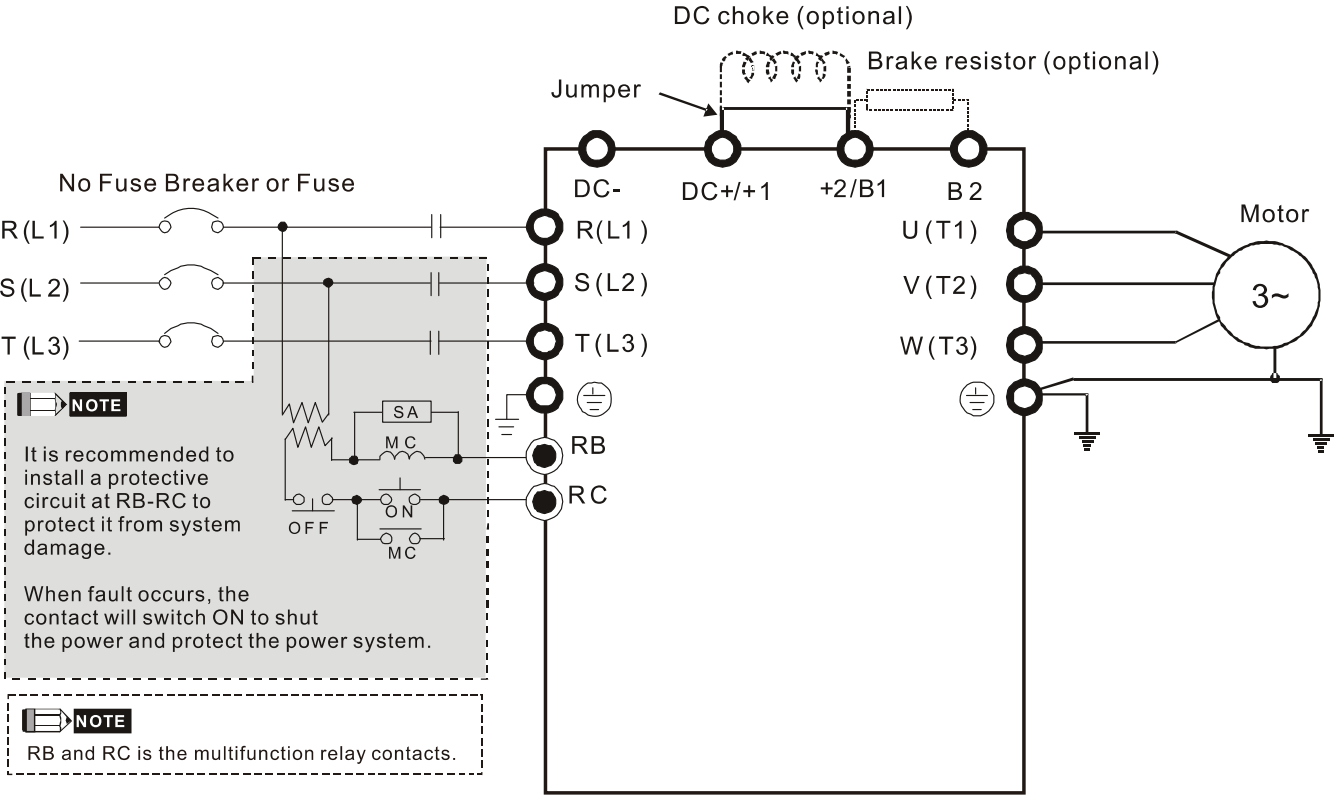 DC choke (optional)
Brake resistor (optional)
Jumper
No Fuse Breaker or Fuse
DC-
DC+/+1
+2/B1
B2
Motor
R(L1)
R(L1)
U(T1)
S(L2)
S(L2)
V(T2)
3~
T(L3)
T(L3)
W(T3)
NOTE
SA
MC
RB
It is recommended to
install a protective
circuit at RB-RC to
protect it from system
damage.
RC
OFF
ON
MC
When fault occurs, the
contact will switch ON to shut
the power and protect the power system.
NOTE
RB and RC is the multifunction relay contacts.